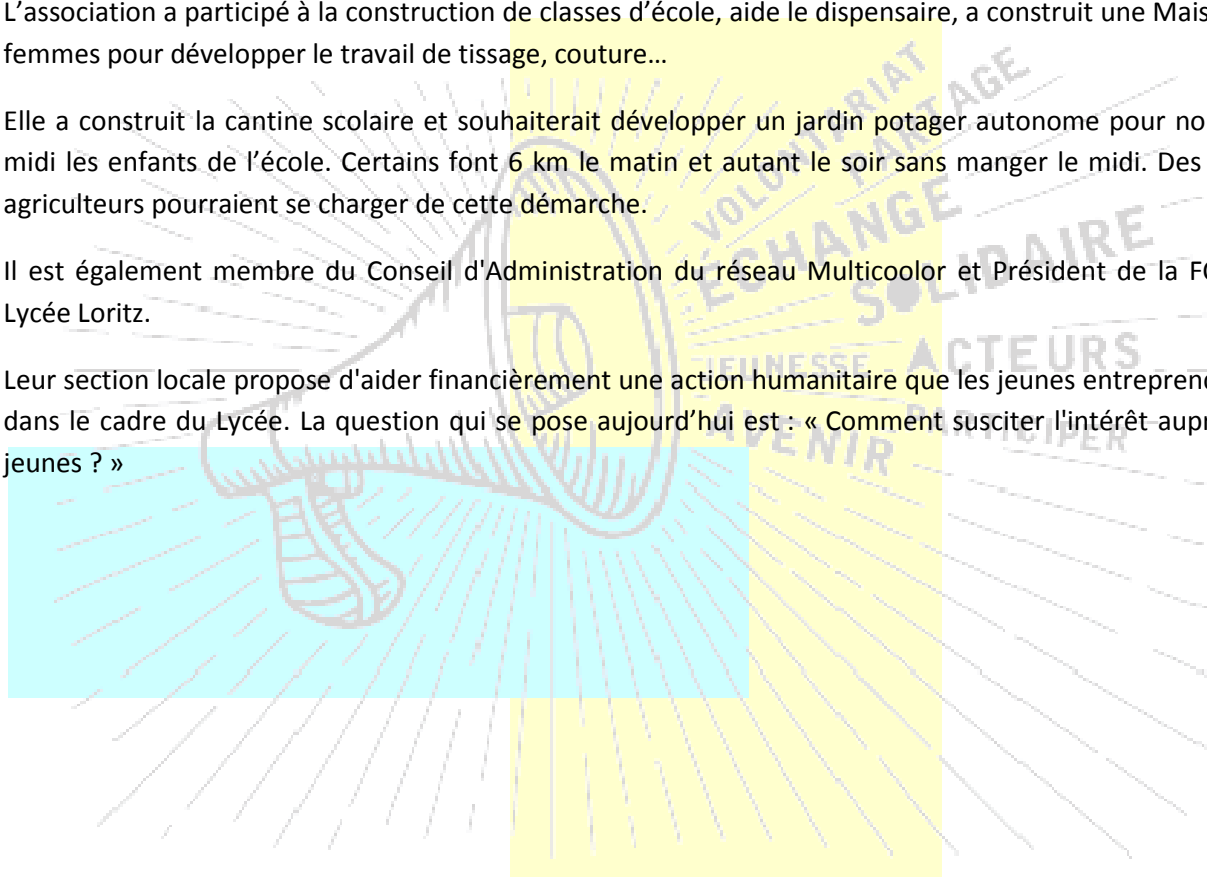 L’association a participé à la construction de classes d’école, aide le dispensaire, a construit une
femmes pour développer le travail de tissage, couture…
Elle a construit la cantine scolaire et souhaiterait développer un jardin potager autonome pour
midi les enfants de l’école. Certains font 6 km le matin et autant le soir sans manger le midi. Des
agriculteurs pourraient se charger de cette démarche.
Il est également membre du Conseil d'Administration du réseau Multicoolor et Président de la
Lycée Loritz.
Leur section locale propose d'aider financièrement une action humanitaire que les jeunes
dans le cadre du Lycée. La question qui se pose aujourd’hui est : « Comment susciter l'intérêt
jeunes ? »
VOLONTARIAT
PARTAGE
ÉCHANGE
SOLIDAIRE
JEUNESSE
ACTEURS
AVENIR
PARTICIPER